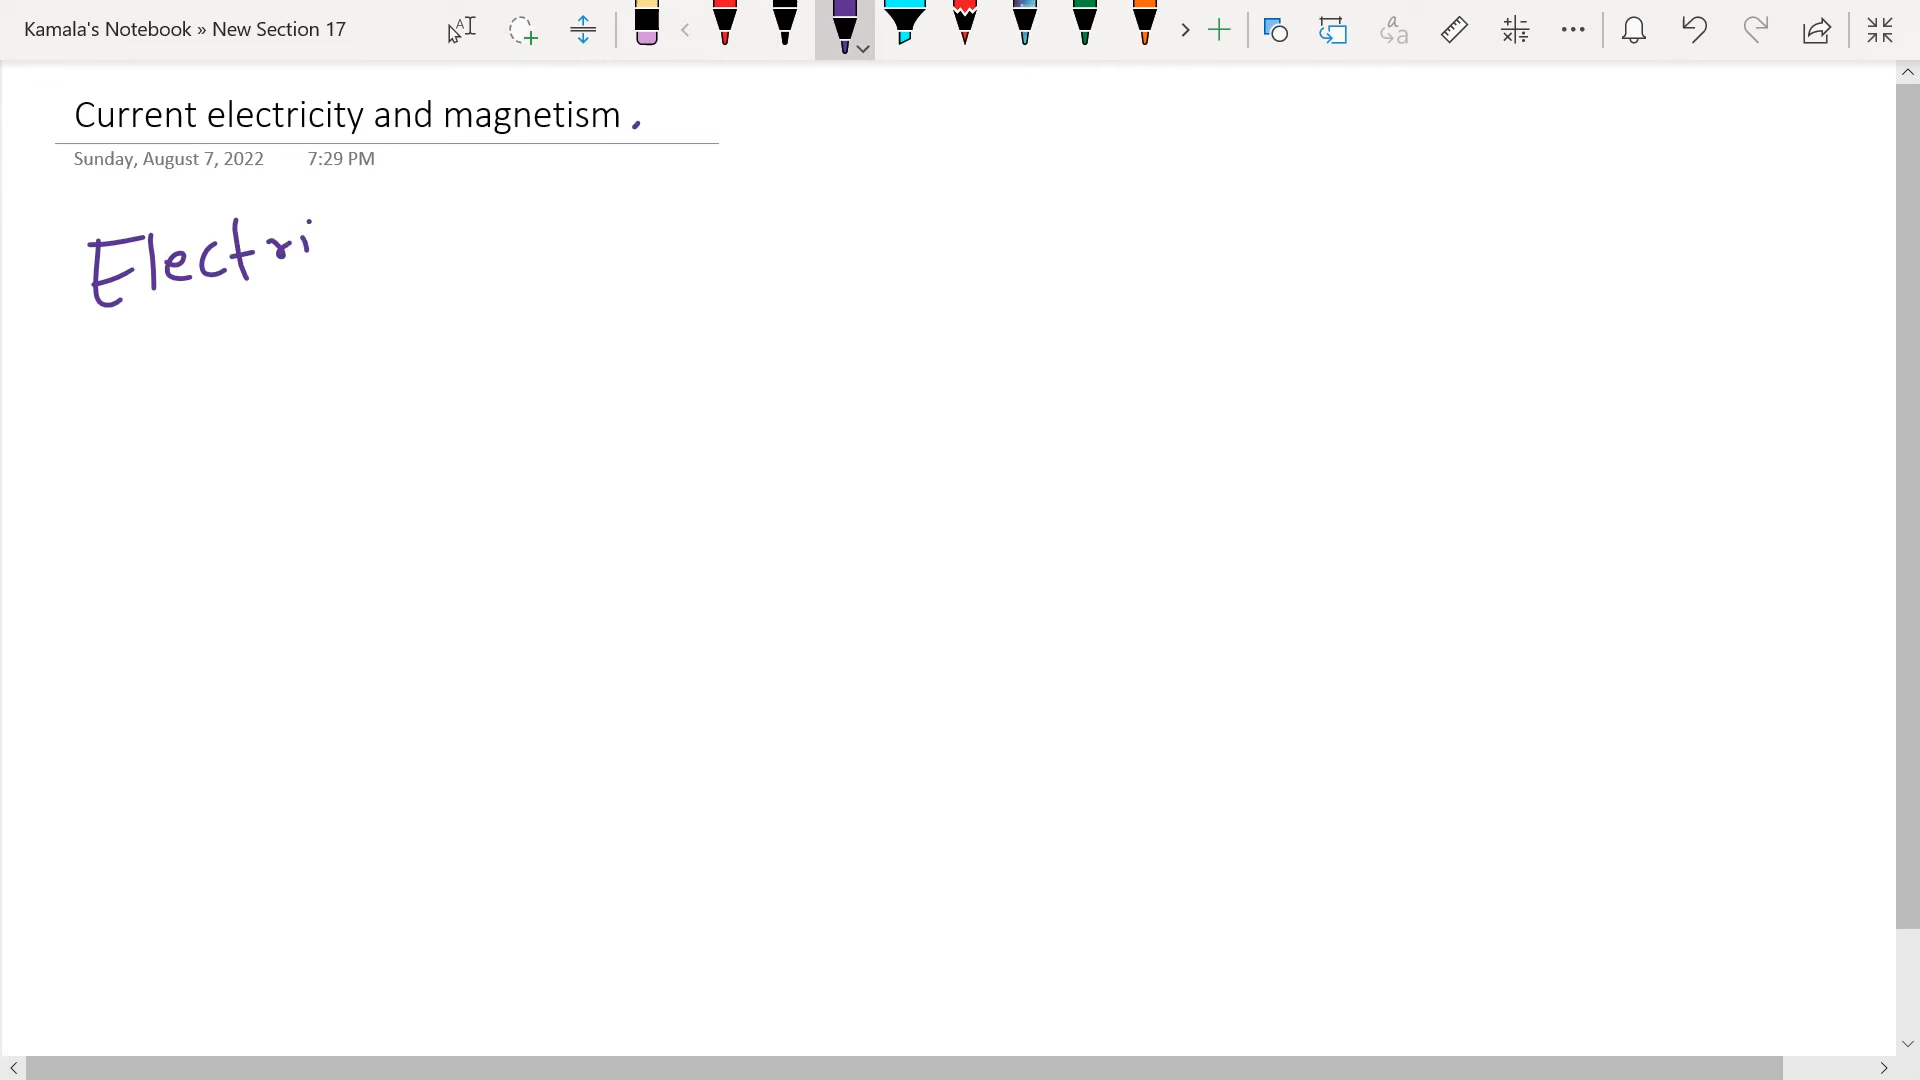 Kamala's Notebook » New Section 17
Current electricity and magnetism .
Sunday, August 7, 2022 7:29 PM
Electri